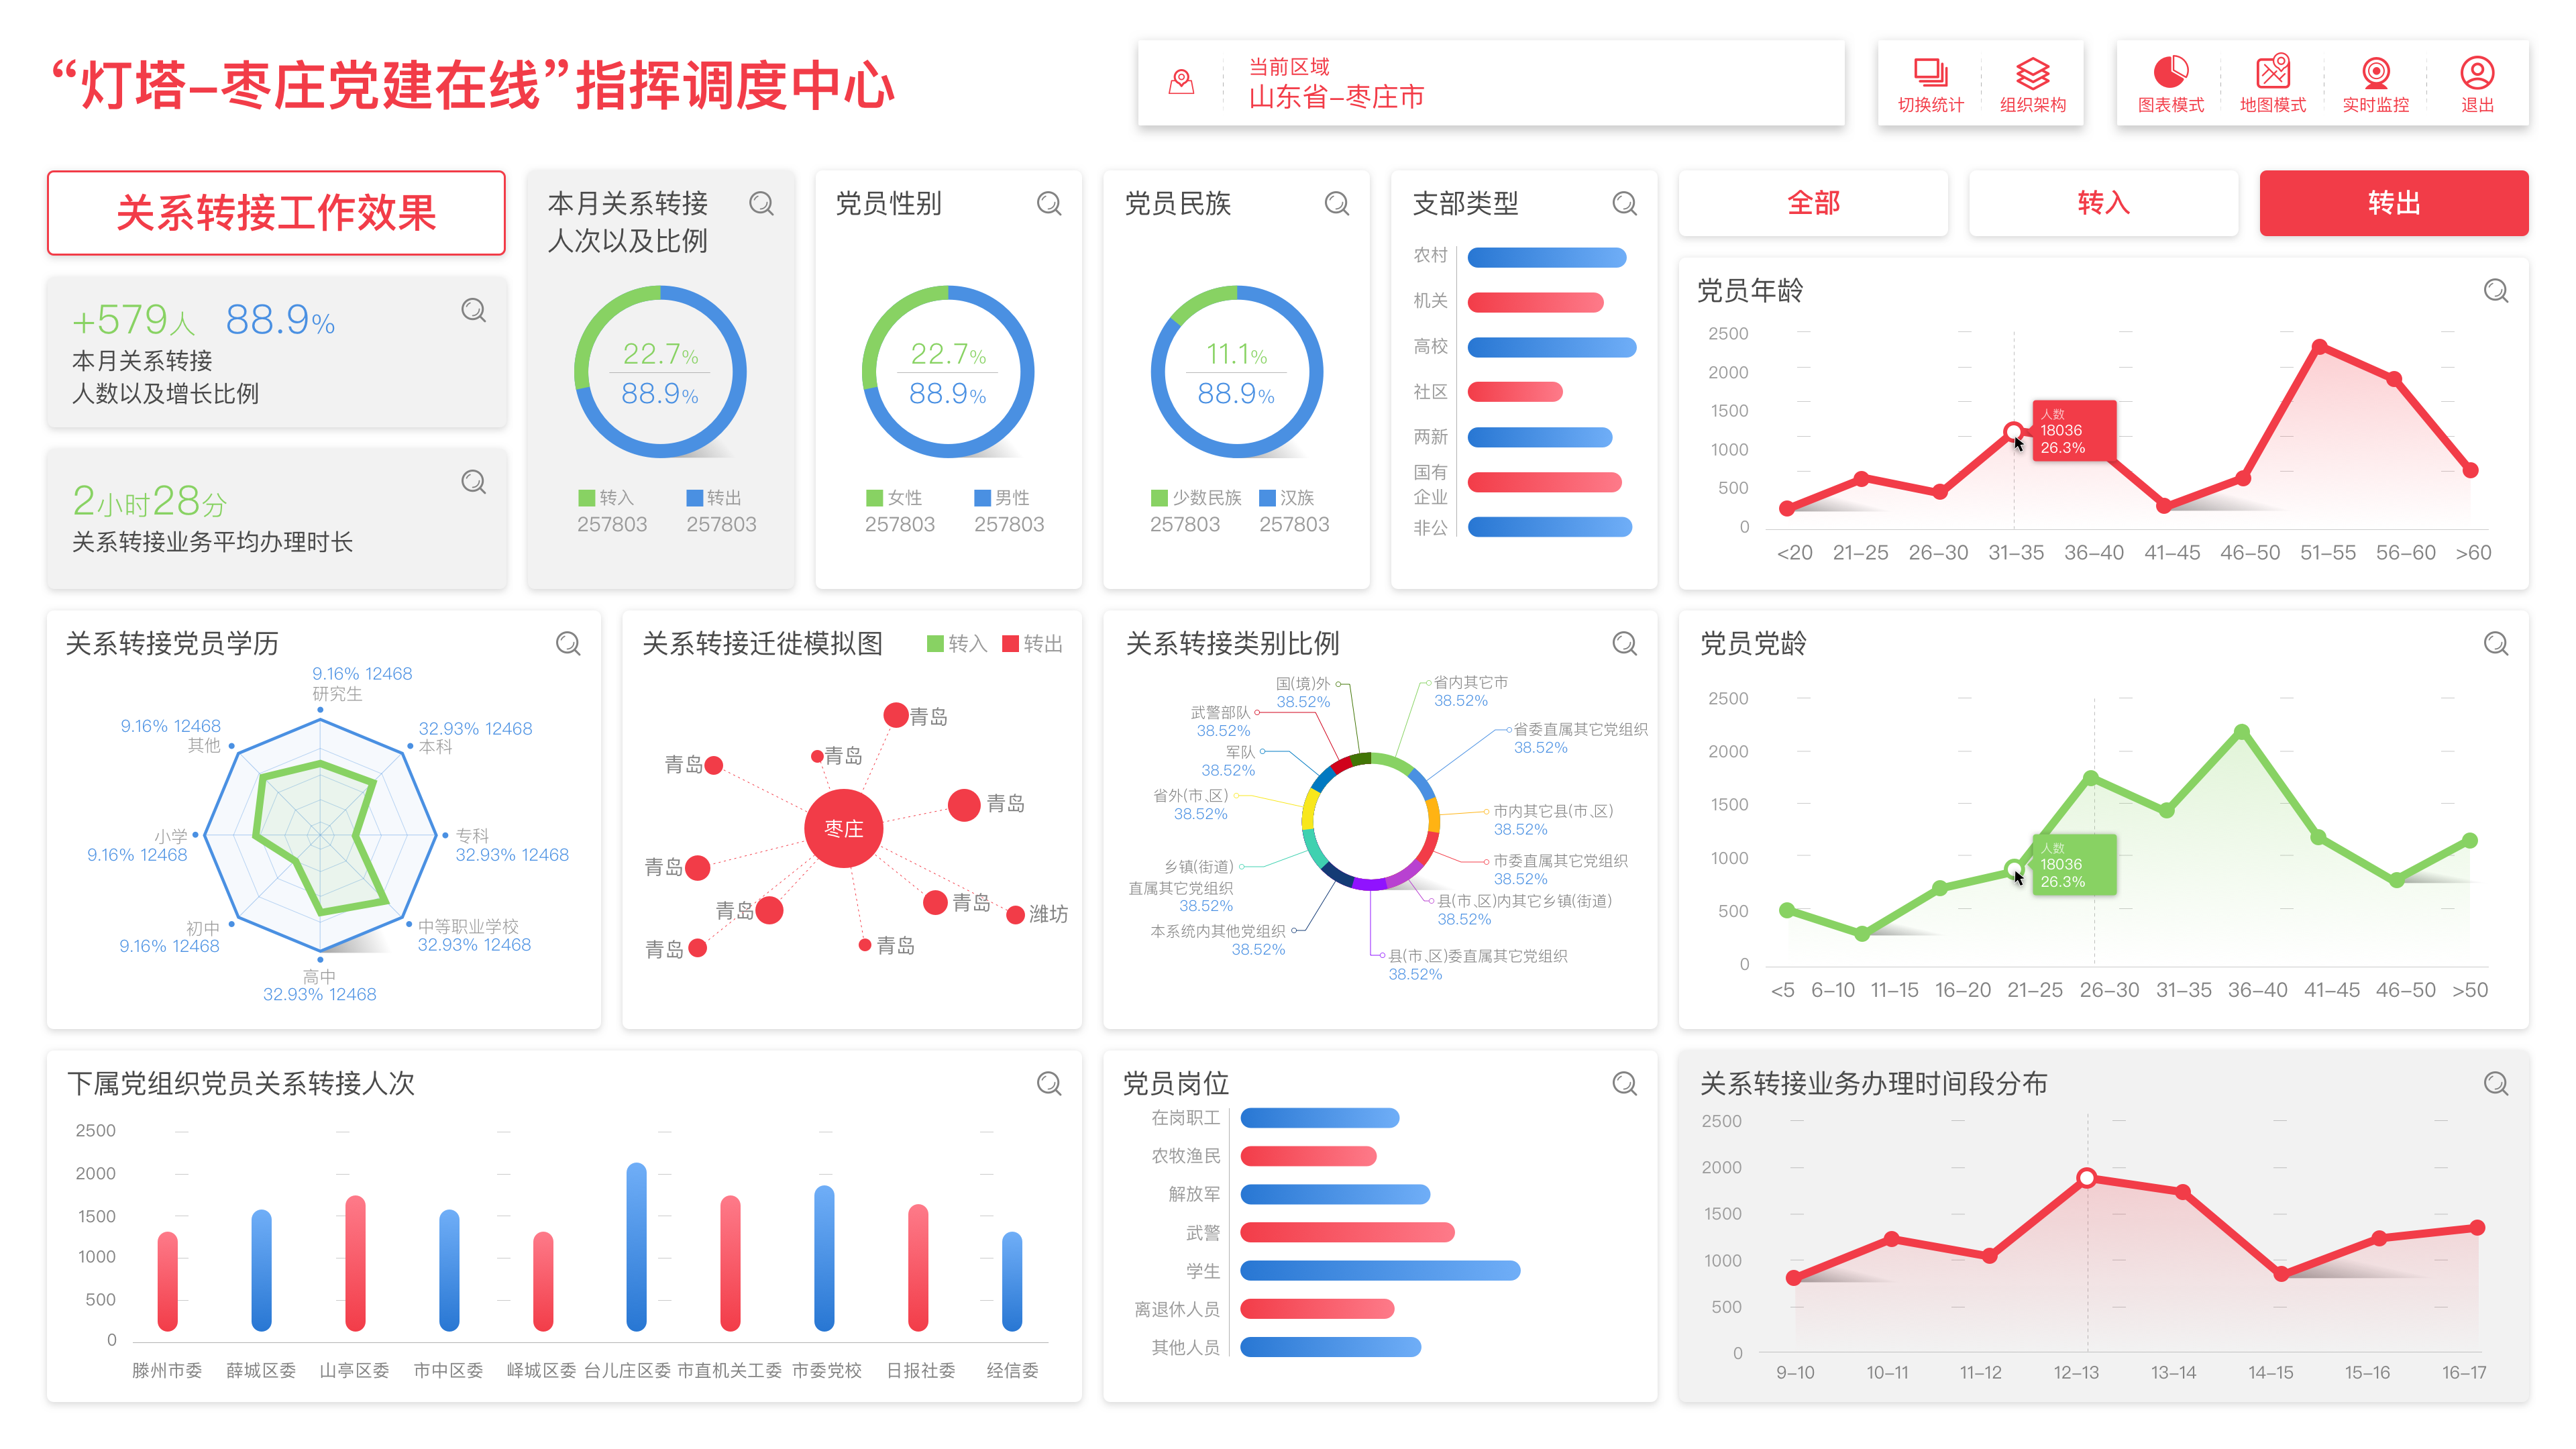 “灯塔–枣庄党建在线”指挥调度中心
当前区域
山东省–枣庄市
切换统计
组织架构
图表模式
地图模式
实时监控
退出
关系转接工作效果
+579人 88.9%
本月关系转接
人数以及增长比例
2小时28分
关系转接业务平均办理时长
本月关系转接
人次以及比例
22.7%
88.9%
转入 转出
257803 257803
党员性别
22.7%
88.9%
女性 男性
257803 257803
党员民族
11.1%
88.9%
少数民族 汉族
257803 257803
支部类型
农村
机关
高校
社区
两新
国有
企业
非公
全部
转入
转出
党员年龄
2500
2000
1500
1000
500
0
人数
18036
26.3%
<20 21–25 26–30 31–35 36–40 41–45 46–50 51–55 56–60 >60
关系转接党员学历
9.16% 12468
研究生
32.93% 12468
本科
专科
32.93% 12468
中等职业学校
32.93% 12468
高中
32.93% 12468
初中
9.16% 12468
小学
9.16% 12468
9.16% 12468
其他
关系转接迁徙模拟图
转入 转出
青岛
青岛
青岛
青岛
枣庄
青岛
青岛
青岛
潍坊
青岛
青岛
关系转接类别比例
国(境)外
38.52%
武警部队
38.52%
军队
38.52%
省外(市、区)
38.52%
乡镇(街道)
直属其它党组织
38.52%
本系统内其他党组织
38.52%
省内其它市
38.52%
省委直属其它党组织
38.52%
市内其它县(市、区)
38.52%
市委直属其它党组织
38.52%
县(市、区)内其它乡镇(街道)
38.52%
县(市、区)委直属其它党组织
38.52%
党员党龄
2500
2000
1500
1000
500
0
人数
18036
26.3%
<5 6–10 11–15 16–20 21–25 26–30 31–35 36–40 41–45 46–50 >50
下属党组织党员关系转接人次
2500
2000
1500
1000
500
0
滕州市委 薛城区委 山亭区委 市中区委 峄城区委 台儿庄区委 市直机关工委 市委党校 日报社委 经信委
党员岗位
在岗职工
农牧渔民
解放军
武警
学生
离退休人员
其他人员
关系转接业务办理时间段分布
2500
2000
1500
1000
500
0
9–10 10–11 11–12 12–13 13–14 14–15 15–16 16–17